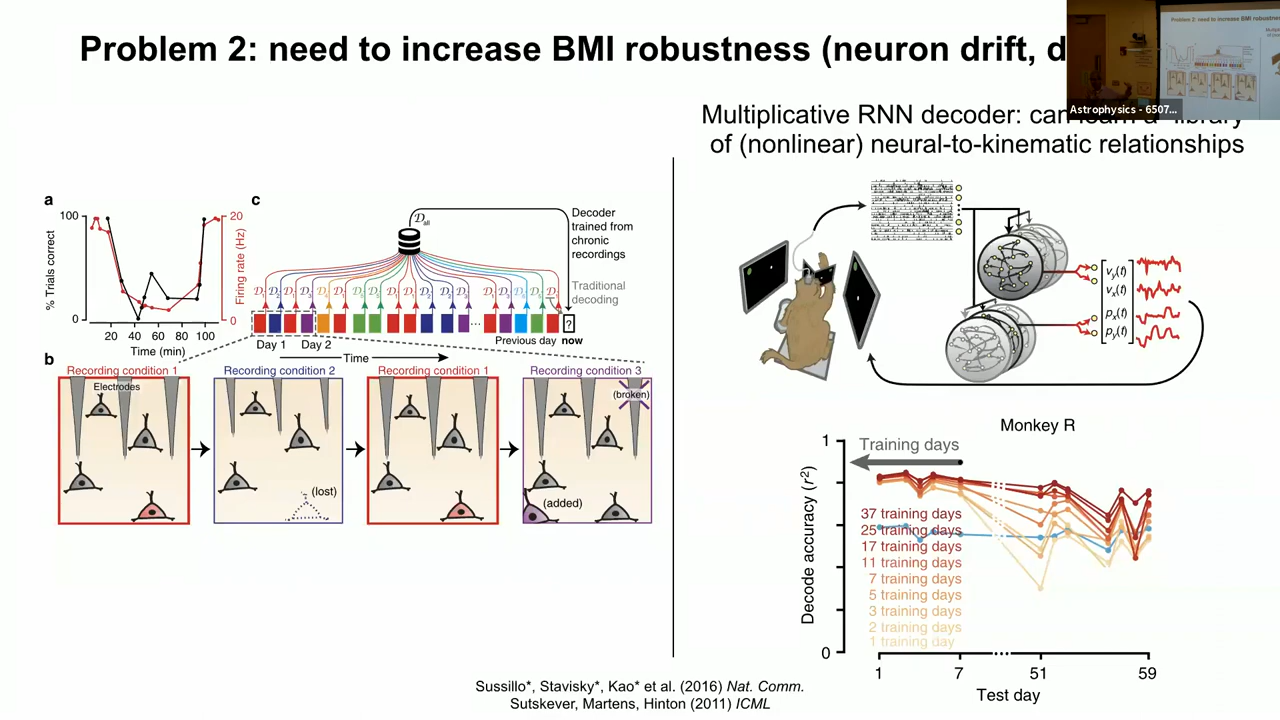 Problem 2: need to increase BMI robustness (neuron drift, d
Astrophysics - 6507...
Multiplicative RNN decoder: can learn a library
of (nonlinear) neural-to-kinematic relationships
a
100
% Trials correct
0
20
Firing rate (Hz)
0
20 40 60 80 100
Time (min)
c
𝒟all
Decoder
trained from
chronic
recordings
Traditional
decoding
...
?
Day 1 Day 2
Previous day now
Time
b
Recording condition 1
Electrodes
Recording condition 2
(lost)
Recording condition 1
Recording condition 3
(broken)
(added)
vy(t)
vx(t)
px(t)
py(t)
Monkey R
Training days
Decode accuracy (r²)
1
0
37 training days
25 training days
17 training days
11 training days
7 training days
5 training days
3 training days
2 training days
1 training day
1 7 51 59
Test day
Sussillo*, Stavisky*, Kao* et al. (2016) Nat. Comm.
Sutskever, Martens, Hinton (2011) ICML